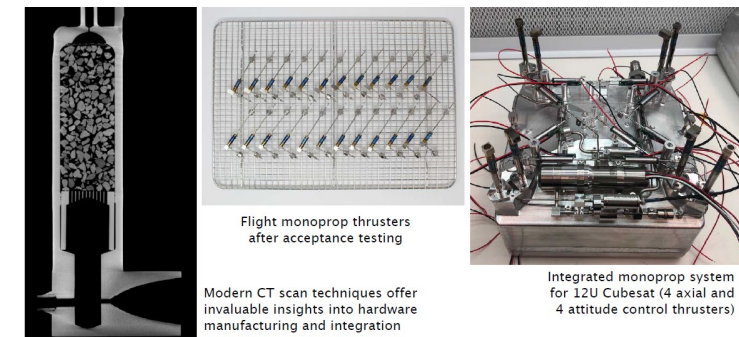 Flight monoprop thrusters
after acceptance testing
Modern CT scan techniques offer
invaluable insights into hardware
manufacturing and integration
Integrated monoprop system
for 12U Cubesat (4 axial and
4 attitude control thrusters)